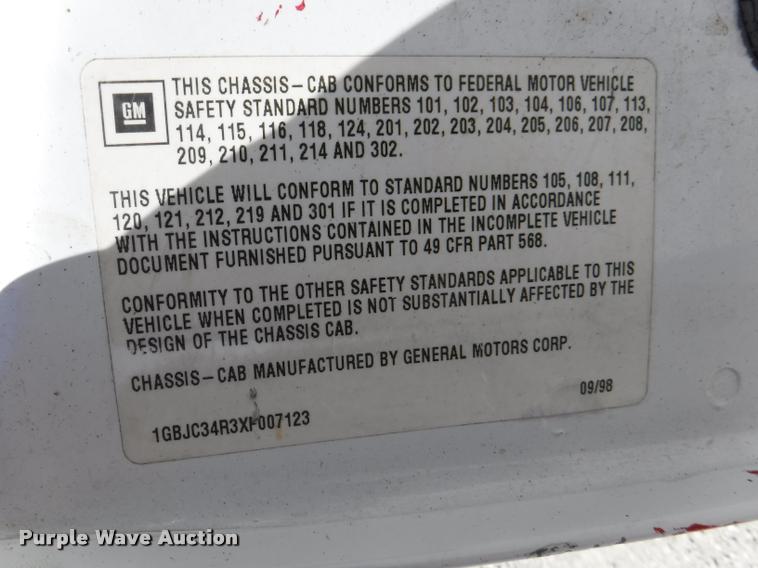 GM
THIS CHASSIS-CAB CONFORMS TO FEDERAL MOTOR VEHICLE
SAFETY STANDARD NUMBERS 101, 102, 103, 104, 106, 107, 113,
114, 115, 116, 118, 124, 201, 202, 203, 204, 205, 206, 207, 208,
209, 210, 211, 214 AND 302.
THIS VEHICLE WILL CONFORM TO STANDARD NUMBERS 105, 108, 111,
120, 121, 212, 219 AND 301 IF IT IS COMPLETED IN ACCORDANCE
WITH THE INSTRUCTIONS CONTAINED IN THE INCOMPLETE VEHICLE
DOCUMENT FURNISHED PURSUANT TO 49 CFR PART 568.
CONFORMITY TO THE OTHER SAFETY STANDARDS APPLICABLE TO THIS
VEHICLE WHEN COMPLETED IS NOT SUBSTANTIALLY AFFECTED BY THE
DESIGN OF THE CHASSIS CAB.
CHASSIS-CAB MANUFACTURED BY GENERAL MOTORS CORP.
09/98
1GBJC34R3XF007123
Purple Wave Auction